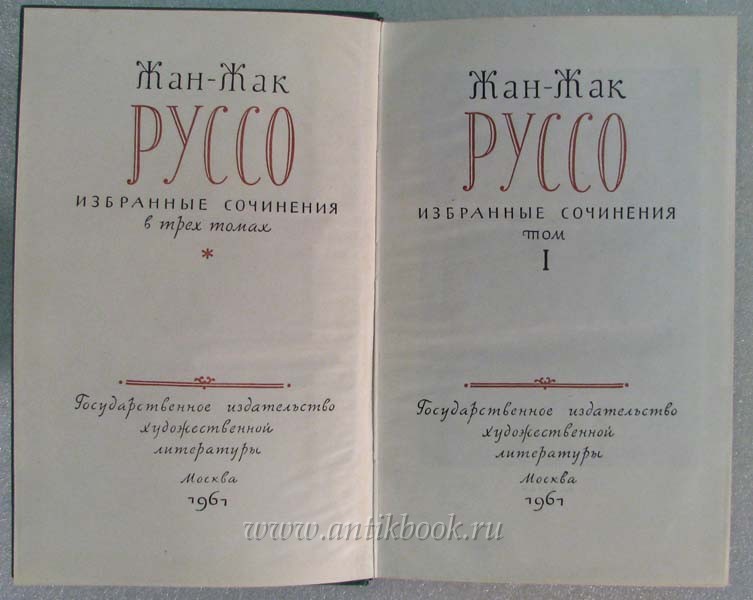 Жан-Жак
РУССО
ИЗБРАННЫЕ СОЧИНЕНИЯ
в трех томах
*
Государственное издательство
художественной
литературы
Москва
1961
Жан-Жак
РУССО
ИЗБРАННЫЕ СОЧИНЕНИЯ
том
I
Государственное издательство
художественной
литературы
Москва
1961
www.antikbook.ru